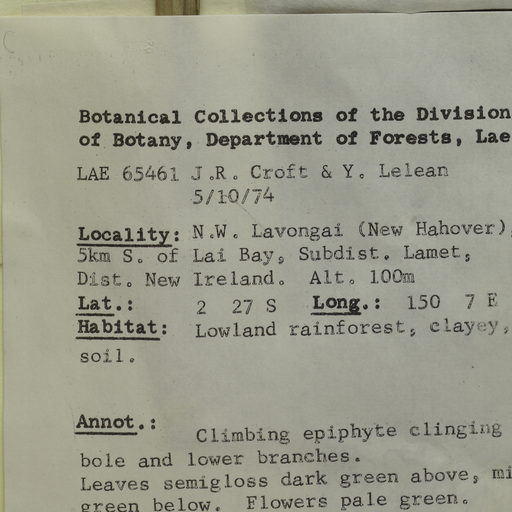 Botanical Collections of the Division
of Botany, Department of Forests, Lae
LAE 65461 J.R. Croft & Y. Lelean
5/10/74
Locality: N.W. Lavongai (New Hahover),
5km S. of Lai Bay, Subdist. Lamet,
Dist. New Ireland. Alt. 100m
Lat.: 2 27 S Long.: 150 7 E
Habitat: Lowland rainforest, clayey,
soil.
Annot.: Climbing epiphyte clinging
bole and lower branches.
Leaves semigloss dark green above, mi
green below. Flowers pale green.